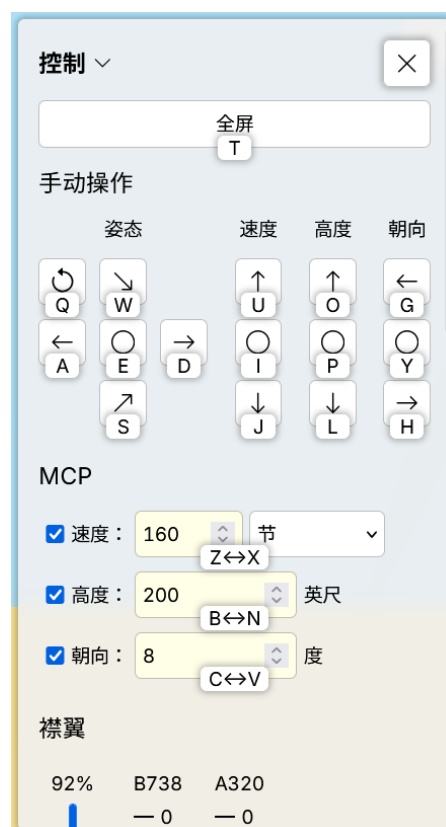 控制
全屏
T
手动操作
姿态 速度 高度 朝向
Q W U O G
A E D I P Y
S J L H
MCP
速度： 160 节
Z↔X
高度： 200 英尺
B↔N
朝向： 8 度
C↔V
襟翼
92% B738 A320
— 0 — 0